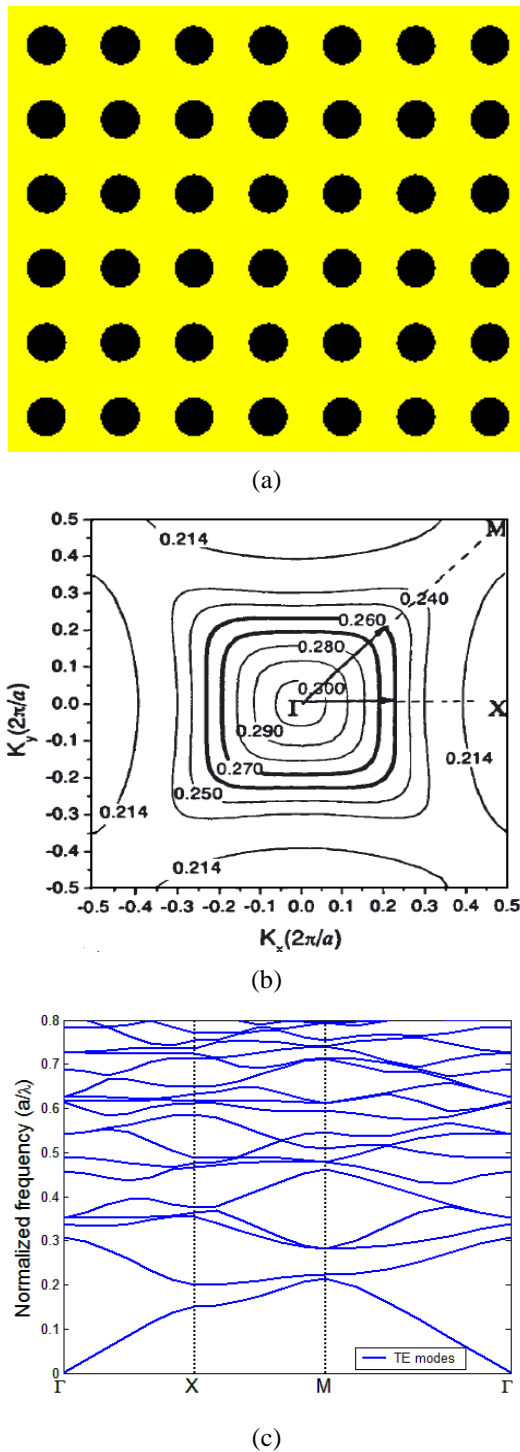 (a)
0.5
0.4
0.3
0.2
0.1
0.0
-0.1
-0.2
-0.3
-0.4
-0.5
K_y(2π/a)
0.214
M
0.214
0.240
0.260
0.280
0.300
Γ
X
0.290
0.270
0.250
0.214
0.214
-0.5 -0.4 -0.3 -0.2 -0.1 0.0 0.1 0.2 0.3 0.4 0.5
K_x(2π/a)
(b)
0.8
0.7
0.6
0.5
0.4
0.3
0.2
0.1
0
Normalized frequency (a/λ)
TE modes
Γ X M Γ
(c)